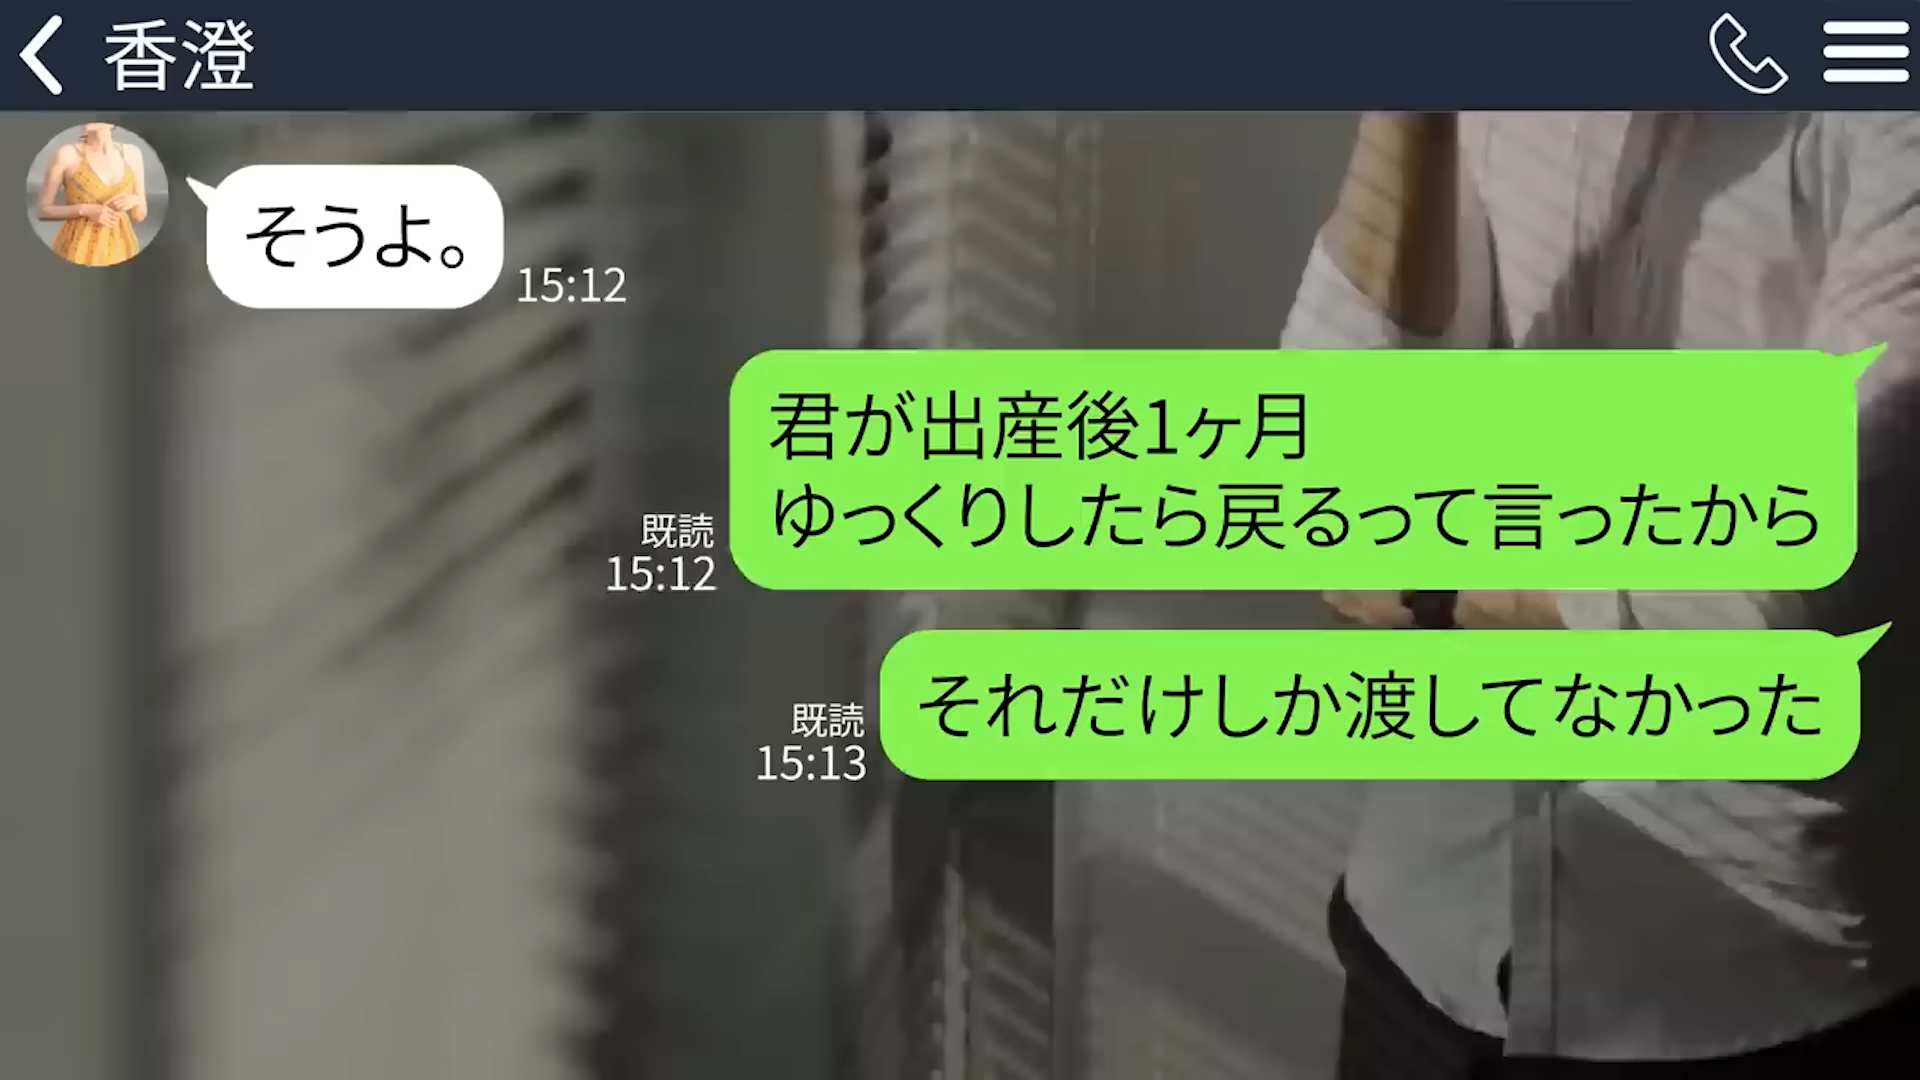 香澄
そうよ。
15:12
君が出産後1ヶ月
ゆっくりしたら戻るって言ったから
既読
15:12
それだけしか渡してなかった
既読
15:13